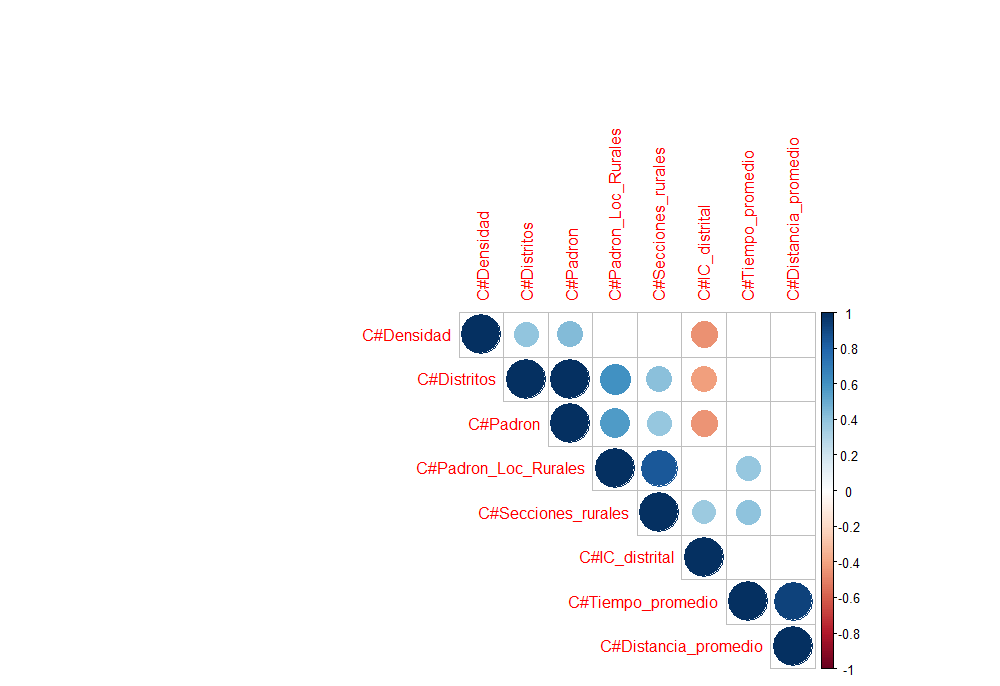 C#Densidad
C#Distritos
C#Padron
C#Padron_Loc_Rurales
C#Secciones_rurales
C#IC_distrital
C#Tiempo_promedio
C#Distancia_promedio
C#Densidad
C#Distritos
C#Padron
C#Padron_Loc_Rurales
C#Secciones_rurales
C#IC_distrital
C#Tiempo_promedio
C#Distancia_promedio
1
0.8
0.6
0.4
0.2
0
-0.2
-0.4
-0.6
-0.8
-1